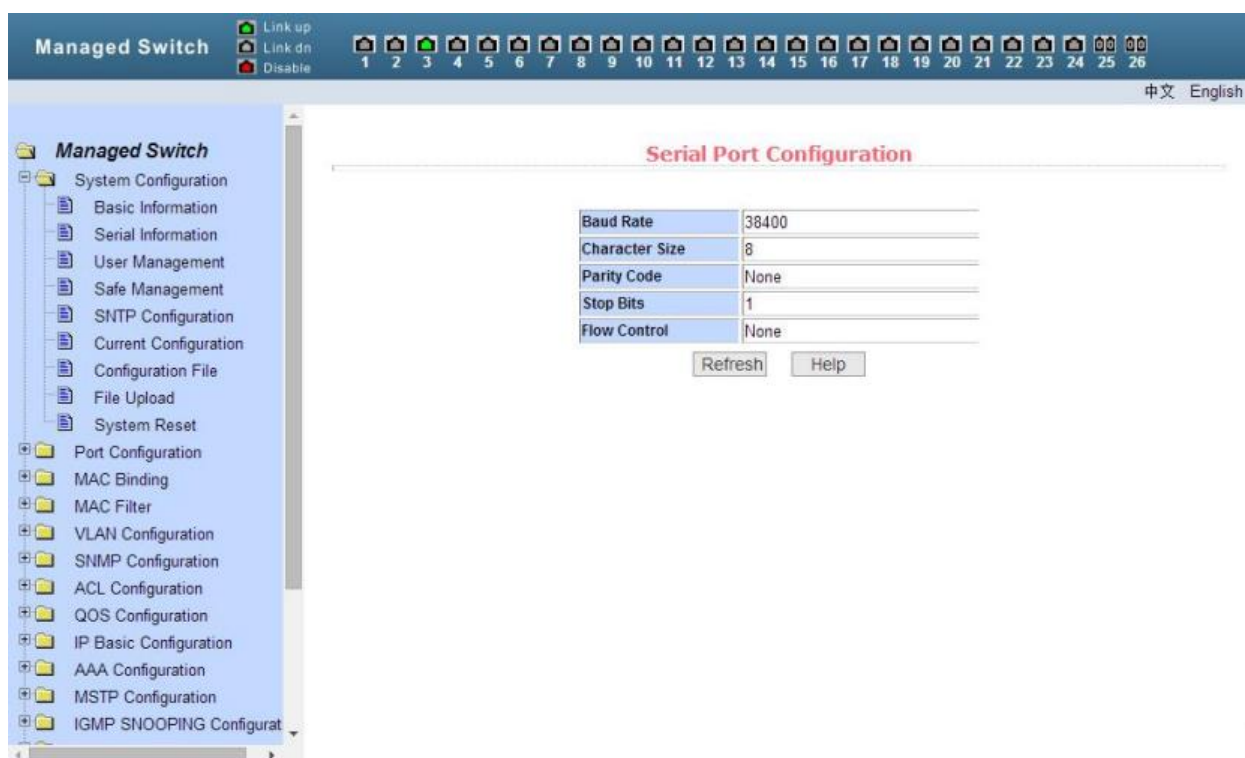 Managed Switch
Link up
Link dn
Disable
1 2 3 4 5 6 7 8 9 10 11 12 13 14 15 16 17 18 19 20 21 22 23 24 25 26
中文 English
Managed Switch
System Configuration
Basic Information
Serial Information
User Management
Safe Management
SNTP Configuration
Current Configuration
Configuration File
File Upload
System Reset
Port Configuration
MAC Binding
MAC Filter
VLAN Configuration
SNMP Configuration
ACL Configuration
QOS Configuration
IP Basic Configuration
AAA Configuration
MSTP Configuration
IGMP SNOOPING Configurat
Serial Port Configuration
Baud Rate 38400
Character Size 8
Parity Code None
Stop Bits 1
Flow Control None
Refresh Help